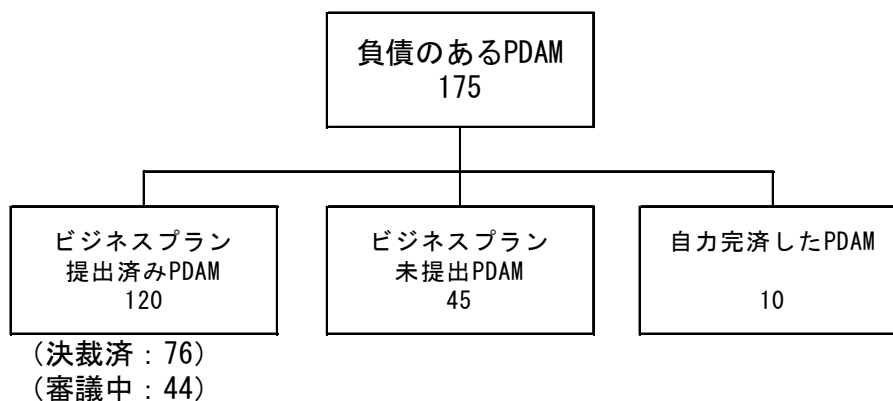 負債のあるPDAM
175
ビジネスプラン
提出済みPDAM
120
ビジネスプラン
未提出PDAM
45
自力完済したPDAM
10
（決裁済：76）
（審議中：44）